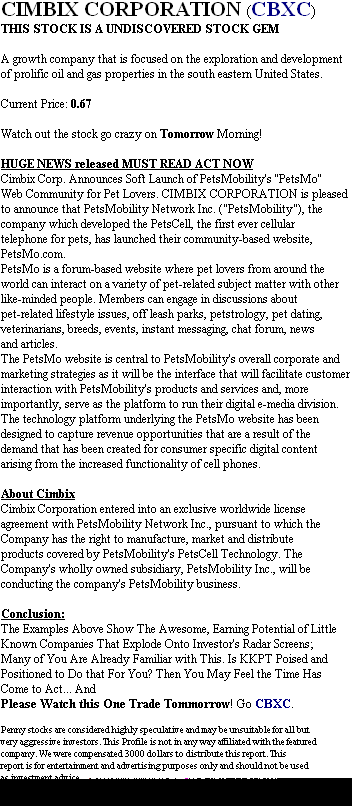 CIMBIX CORPORATION (CBXC)
THIS STOCK IS A UNDISCOVERED STOCK GEM
A growth company that is focused on the exploration and development
of prolific oil and gas properties in the south eastern United States.
Current Price: 0.67
Watch out the stock go crazy on Tomorrow Morning!
HUGE NEWS released MUST READ ACT NOW
Cimbix Corp. Announces Soft Launch of PetsMobility's "PetsMo"
Web Community for Pet Lovers. CIMBIX CORPORATION is pleased
to announce that PetsMobility Network Inc. ("PetsMobility"), the
company which developed the PetsCell, the first ever cellular
telephone for pets, has launched their community-based website,
PetsMo.com.
PetsMo is a forum-based website where pet lovers from around the
world can interact on a variety of pet-related subject matter with other
like-minded people. Members can engage in discussions about
pet-related lifestyle issues, off leash parks, petstrology, pet dating,
veterinarians, breeds, events, instant messaging, chat forum, news
and articles.
The PetsMo website is central to PetsMobility's overall corporate and
marketing strategies as it will be the interface that will facilitate customer
interaction with PetsMobility's products and services and, more
importantly, serve as the platform to run their digital e-media division.
The technology platform underlying the PetsMo website has been
designed to capture revenue opportunities that are a result of the
demand that has been created for consumer specific digital content
arising from the increased functionality of cell phones.
About Cimbix
Cimbix Corporation entered into an exclusive worldwide license
agreement with PetsMobility Network Inc., pursuant to which the
Company has the right to manufacture, market and distribute
products covered by PetsMobility's PetsCell Technology. The
Company's wholly owned subsidiary, PetsMobility Inc., will be
conducting the company's PetsMobility business.
Conclusion:
The Examples Above Show The Awesome, Earning Potential of Little
Known Companies That Explode Onto Investor's Radar Screens;
Many of You Are Already Familiar with This. Is KKPT Poised and
Positioned to Do that For You? Then You May Feel the Time Has
Come to Act... And
Please Watch this One Trade Tommorrow! Go CBXC.
Penny stocks are considered highly speculative and may be unsuitable for all but
very aggressive investors. This Profile is not in any way affiliated with the featured
company. We were compensated 3000 dollars to distribute this report. This
report is for entertainment and advertising purposes only and should not be used
as investment advice.